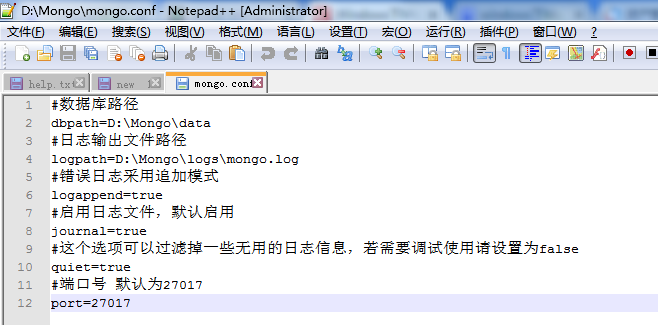 D:\Mongo\mongo.conf - Notepad++ [Administrator]
文件(F) 编辑(E) 搜索(S) 视图(V) 格式(M) 语言(L) 设置(T) 宏(O) 运行(R) 插件(P) 窗口(W) ?
help.txt new 1 mongo.conf
1 #数据库路径
2 dbpath=D:\Mongo\data
3 #日志输出文件路径
4 logpath=D:\Mongo\logs\mongo.log
5 #错误日志采用追加模式
6 logappend=true
7 #启用日志文件，默认启用
8 journal=true
9 #这个选项可以过滤掉一些无用的日志信息，若需要调试使用请设置为false
10 quiet=true
11 #端口号 默认为27017
12 port=27017